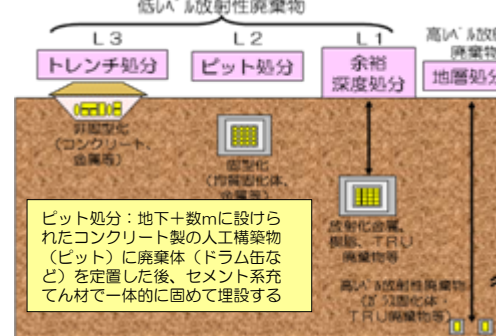 低レベル放射性廃棄物
L3
L2
L1
高レベル放射
廃棄物
トレンチ処分
ピット処分
余裕
深度処分
地層処分
非固型化
(コンクリート、
金属等)
固型化
(均質固化体、
金属等)
放射化金属、
樹脂、TRU
廃棄物等
ピット処分：地下＋数mに設けら
れたコンクリート製の人工構築物
（ピット）に廃棄体（ドラム缶な
ど）を定置した後、セメント系充
てん材で一体的に固めて埋設する
高レベル放射性廃棄物
(ガラス固化体・
TRU廃棄物等)